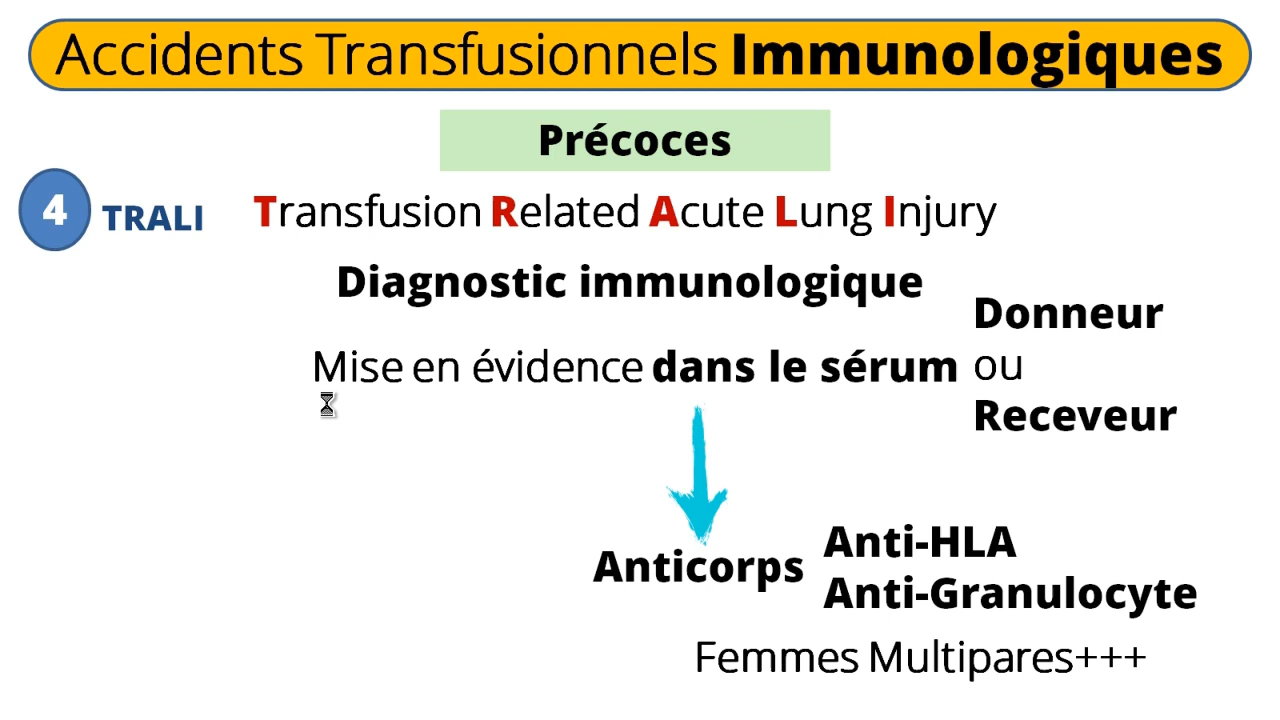 Accidents Transfusionnels Immunologiques
Précoces
4 TRALI Transfusion Related Acute Lung Injury
Diagnostic immunologique
Mise en évidence dans le sérum
Donneur
ou
Receveur
Anticorps
Anti-HLA
Anti-Granulocyte
Femmes Multipares+++